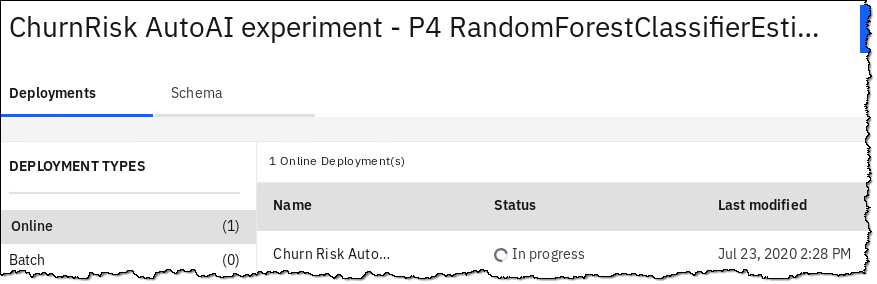 ChurnRisk AutoAI experiment - P4 RandomForestClassifierEsti...
Deployments Schema
DEPLOYMENT TYPES
Online (1)
Batch (0)
1 Online Deployment(s)
Name Status Last modified
Churn Risk Auto... In progress Jul 23, 2020 2:28 PM